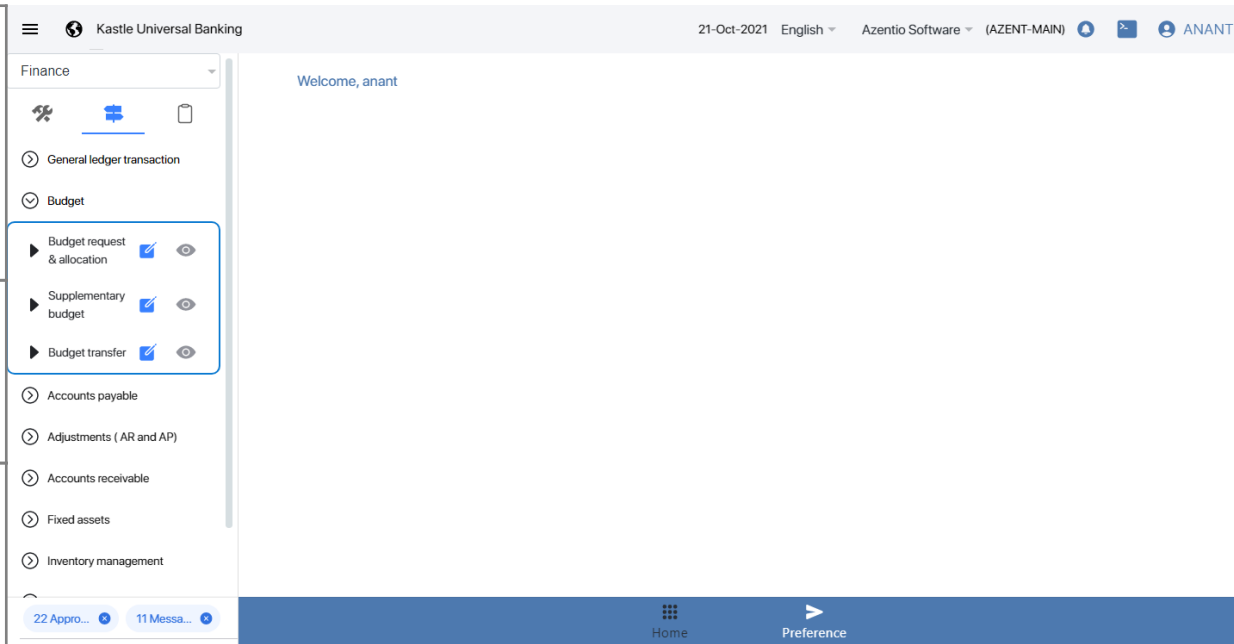 Kastle Universal Banking
21-Oct-2021 English Azentio Software (AZENT-MAIN) ANANT
Finance
Welcome, anant
General ledger transaction
Budget
Budget request
& allocation
Supplementary
budget
Budget transfer
Accounts payable
Adjustments ( AR and AP)
Accounts receivable
Fixed assets
Inventory management
22 Appro... 11 Messa...
Home Preference